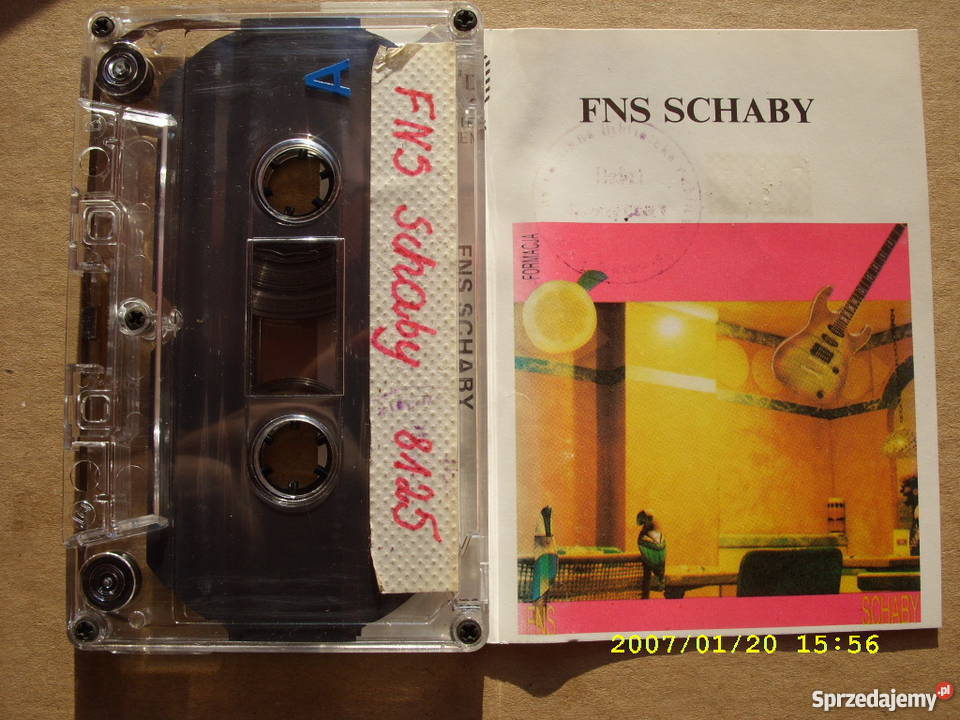 A
FNS Schaby 8125
FNS SCHABY
FNS SCHABY
FORMACJA
FNS
SCHABY
2007/01/20 15:56
Sprzedajemy.pl